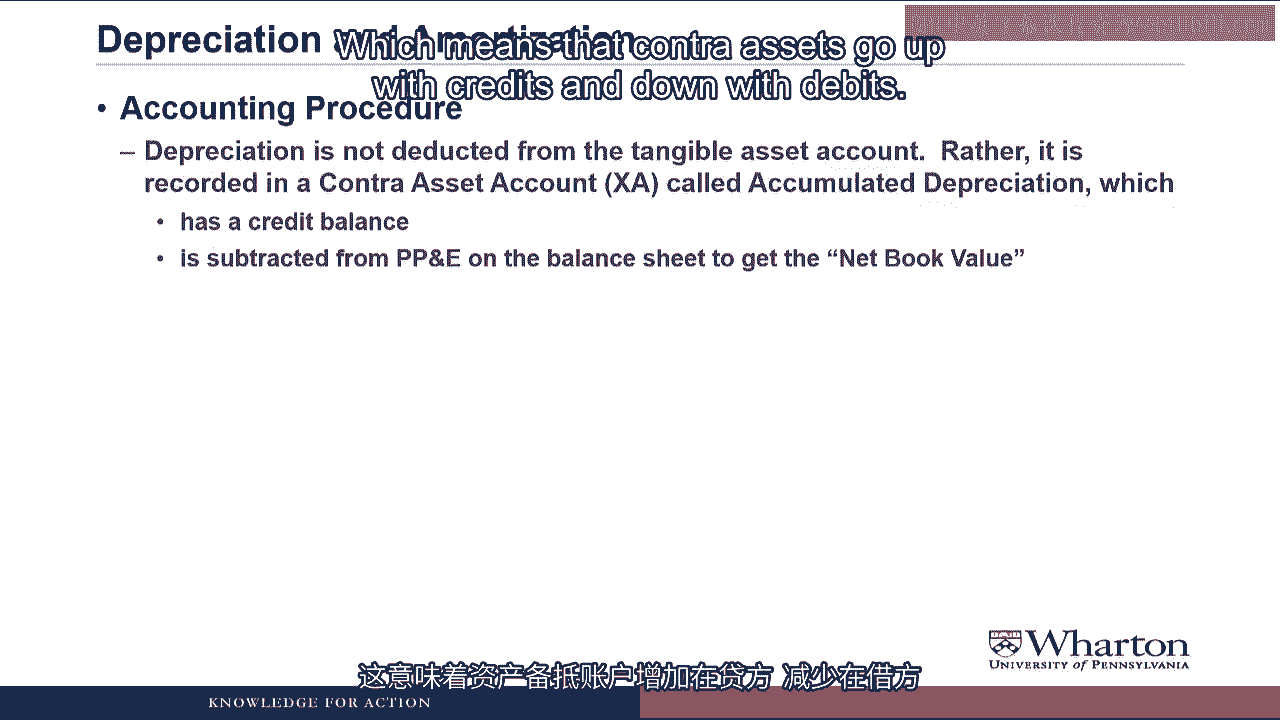 Depreciation and Amortization
Which means that contra assets go up
with credits and down with debits.
• Accounting Procedure
– Depreciation is not deducted from the tangible asset account. Rather, it is
recorded in a Contra Asset Account (XA) called Accumulated Depreciation, which
• has a credit balance
• is subtracted from PP&E on the balance sheet to get the “Net Book Value”
Wharton
UNIVERSITY of PENNSYLVANIA
这意味着资产备抵账户增加在贷方 减少在借方
KNOWLEDGE FOR ACTION